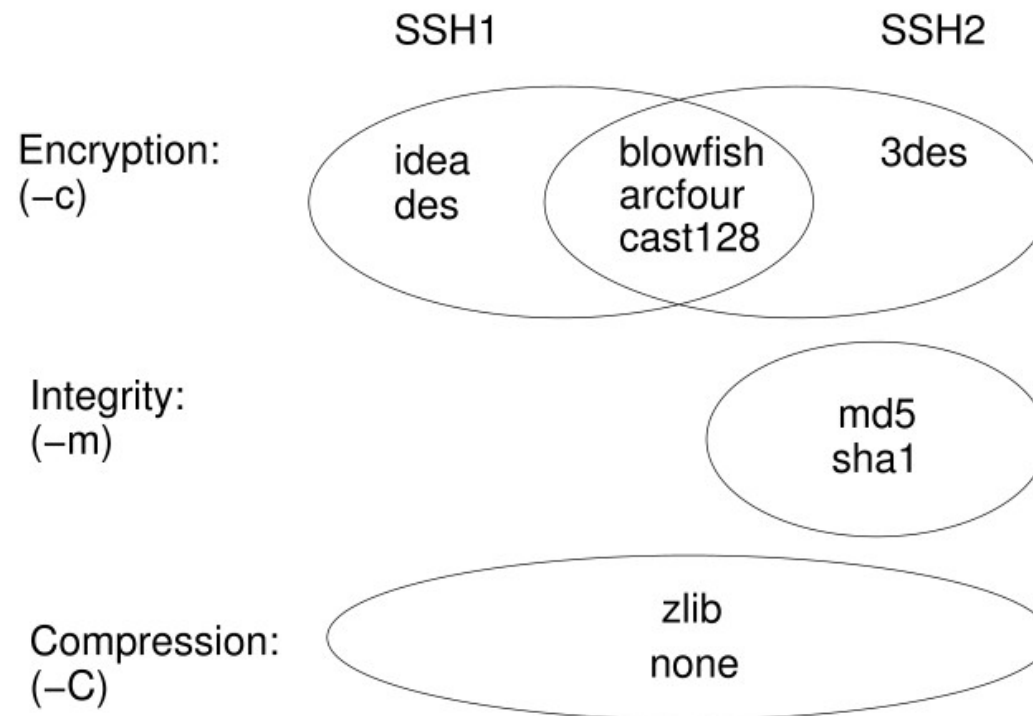 SSH1
SSH2
Encryption:
(−c)
idea
des
blowfish
arcfour
cast128
3des
Integrity:
(−m)
md5
sha1
Compression:
(−C)
zlib
none